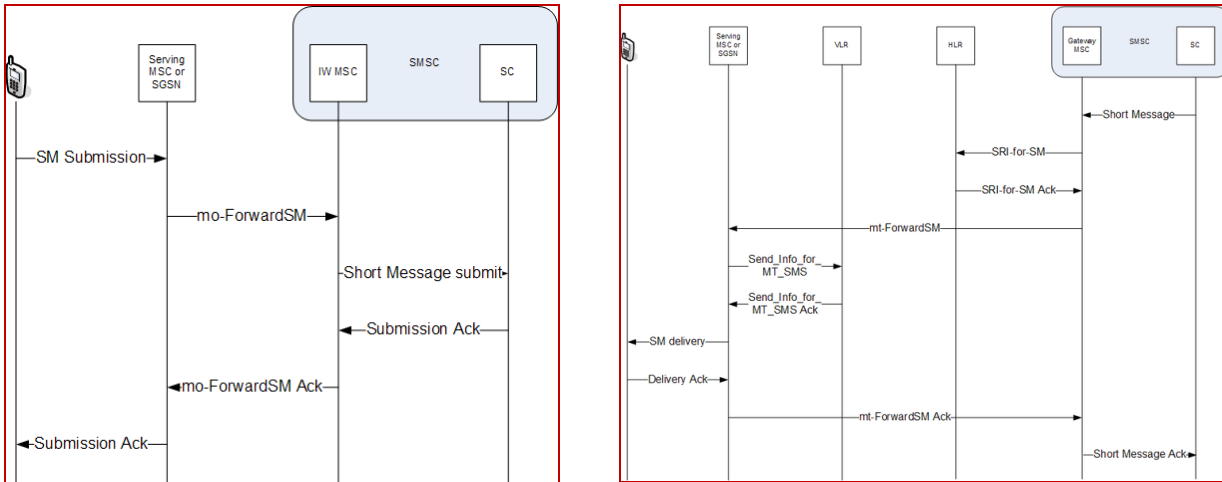 Serving
MSC or
SGSN
IW MSC
SMSC
SC
SM Submission
mo-ForwardSM
Short Message submit
Submission Ack
mo-ForwardSM Ack
Submission Ack
Serving
MSC or
SGSN
VLR
HLR
Gateway
MSC
SMSC
SC
Short Message
SRI-for-SM
SRI-for-SM Ack
mt-ForwardSM
Send_Info_for_
MT_SMS
Send_Info_for_
MT_SMS Ack
SM delivery
Delivery Ack
mt-ForwardSM Ack
Short Message Ack